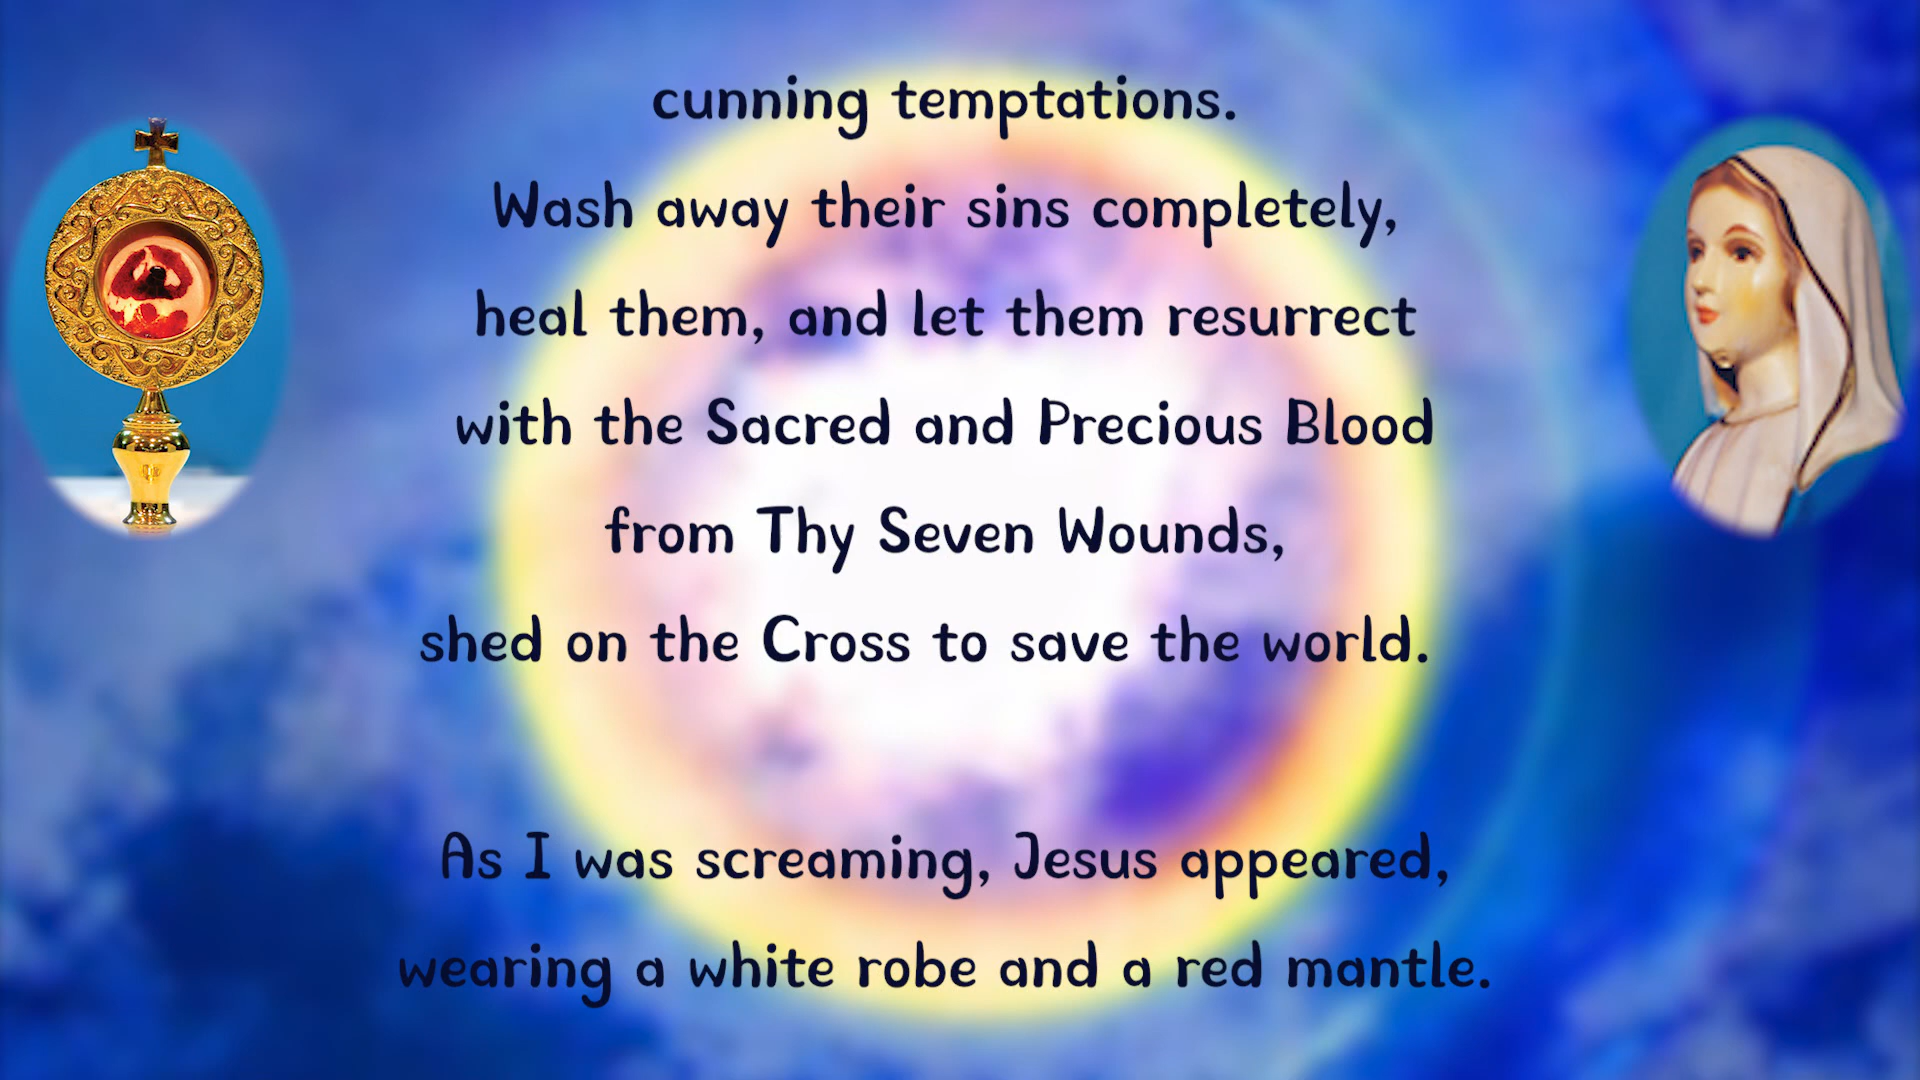 cunning temptations.
Wash away their sins completely,
heal them, and let them resurrect
with the Sacred and Precious Blood
from Thy Seven Wounds,
shed on the Cross to save the world.
As I was screaming, Jesus appeared,
wearing a white robe and a red mantle.